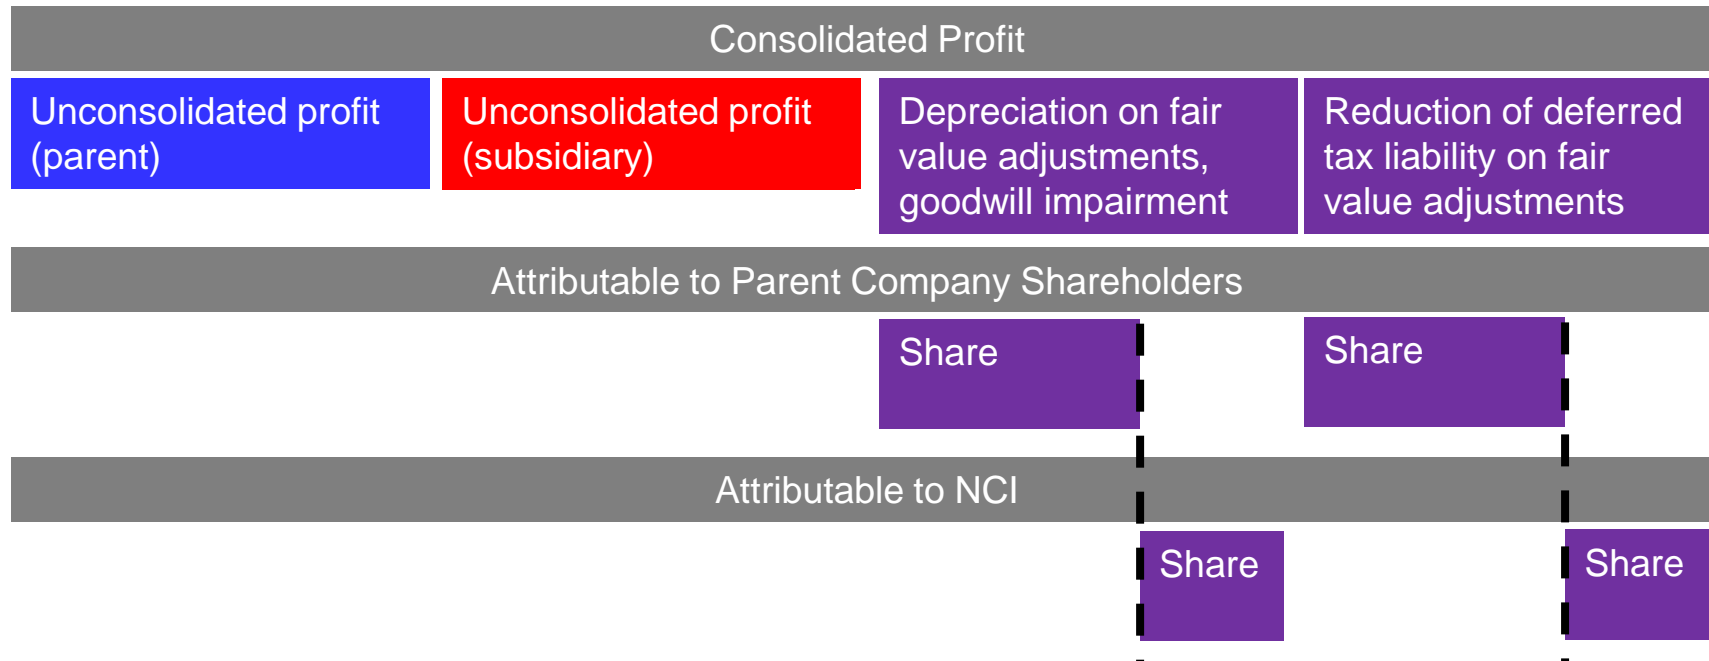 Consolidated Profit
Unconsolidated profit
(parent)
Unconsolidated profit
(subsidiary)
Depreciation on fair
value adjustments,
goodwill impairment
Reduction of deferred
tax liability on fair
value adjustments
Attributable to Parent Company Shareholders
Share
Share
Attributable to NCI
Share
Share